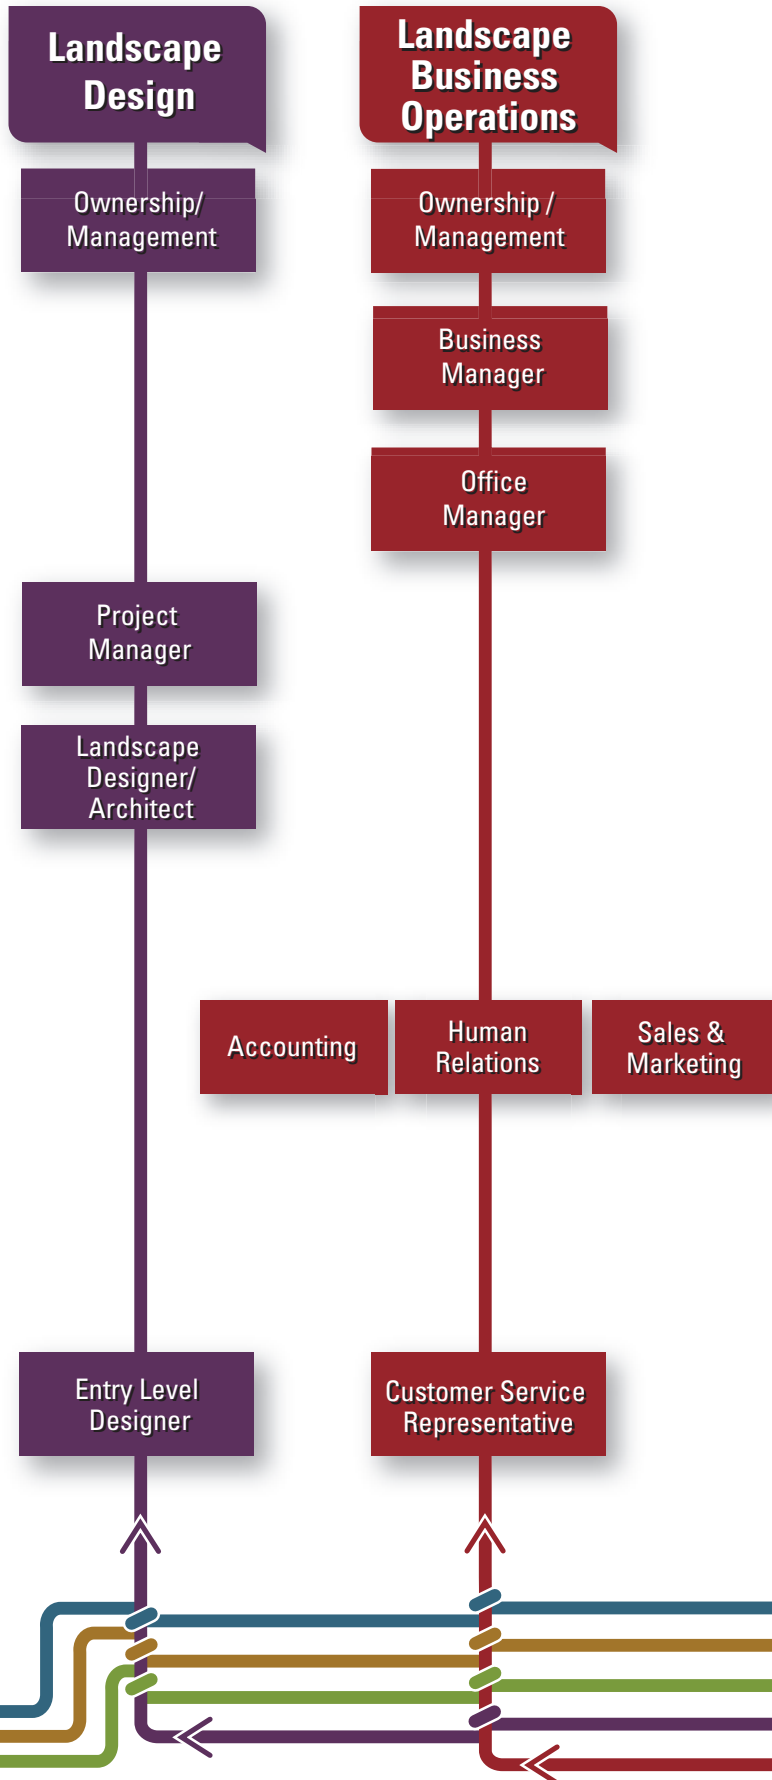 Landscape
Design
Landscape
Business
Operations
Ownership/
Management
Ownership /
Management
Business
Manager
Office
Manager
Project
Manager
Landscape
Designer/
Architect
Accounting
Human
Relations
Sales &
Marketing
Entry Level
Designer
Customer Service
Representative